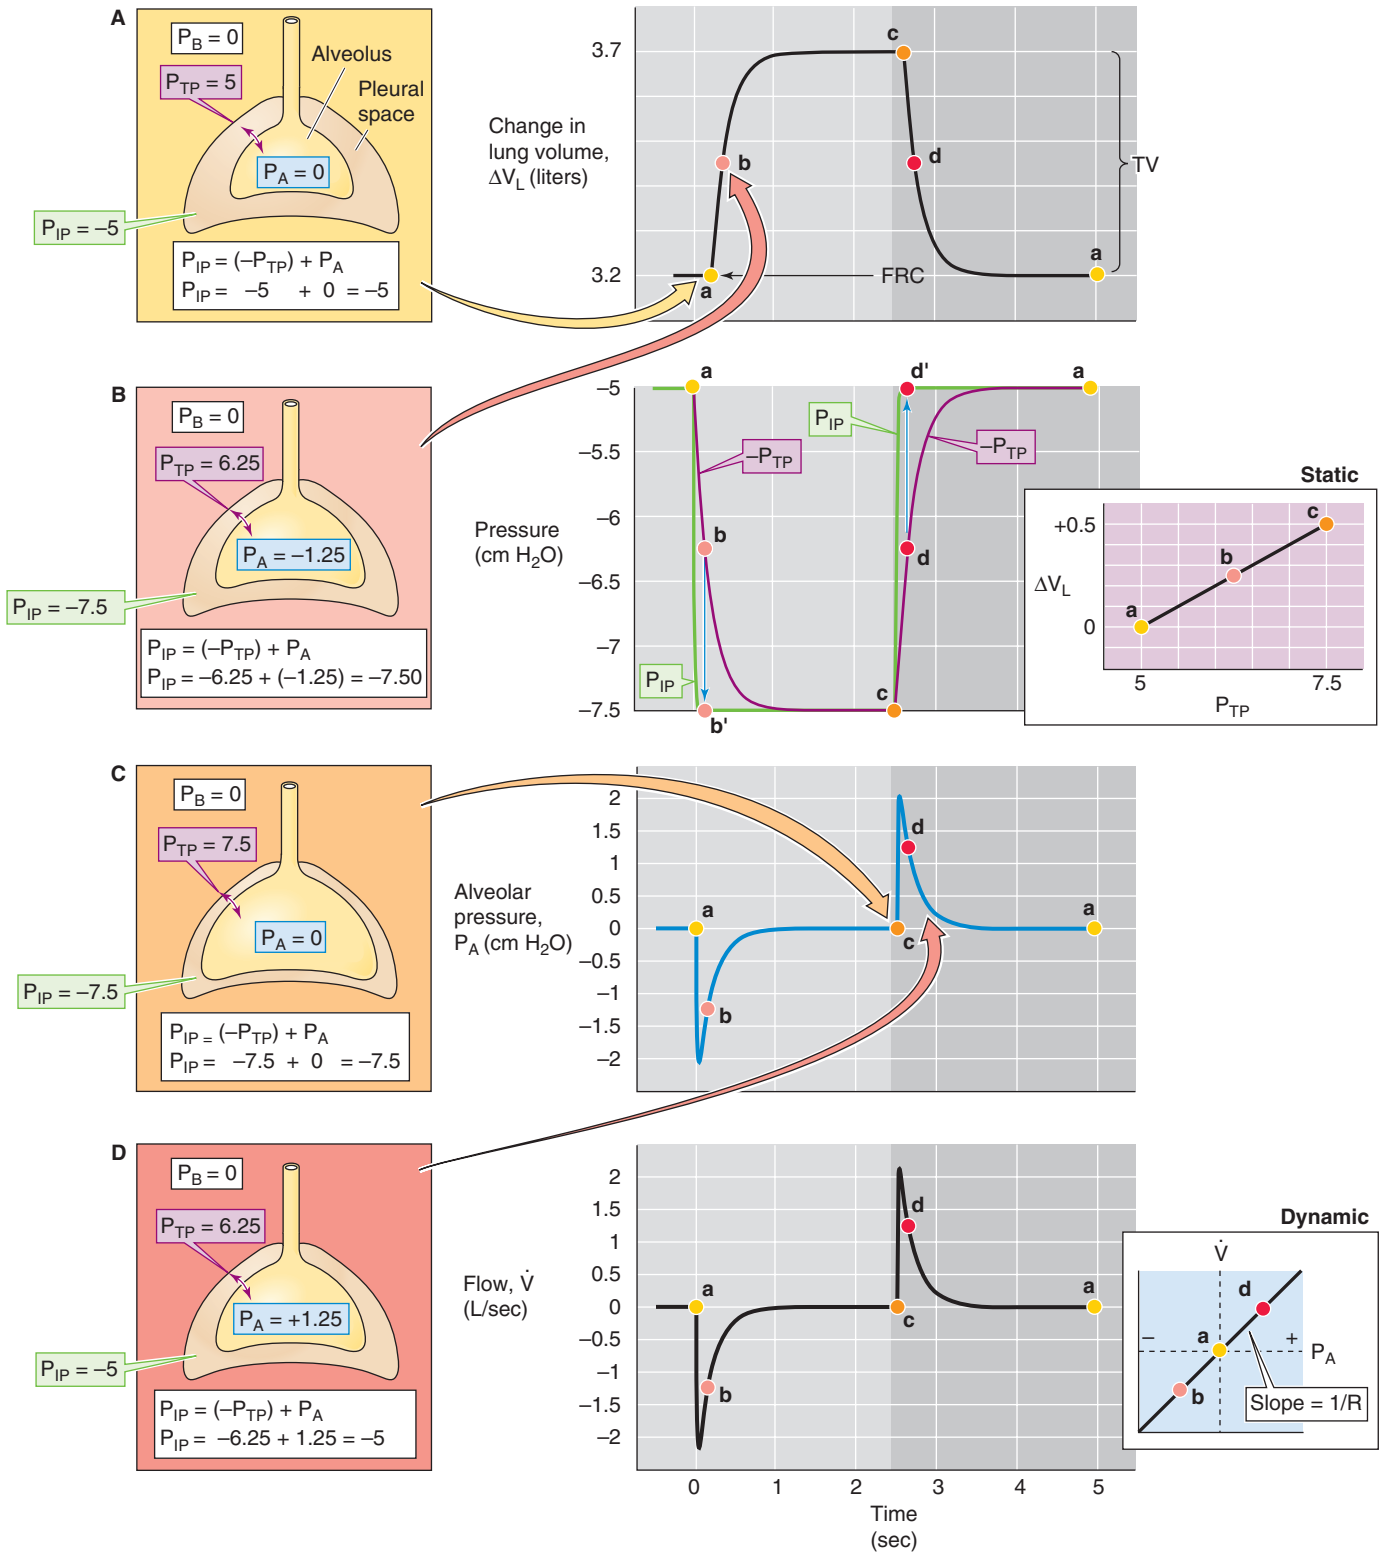 A
P_B = 0
P_TP = 5
Alveolus
Pleural
space
P_A = 0
P_IP = –5
P_IP = (–P_TP) + P_A
P_IP = –5 + 0 = –5
Change in
lung volume,
ΔV_L (liters)
3.7
3.2
c
b
d
a
a
FRC
TV
B
P_B = 0
P_TP = 6.25
P_A = –1.25
P_IP = –7.5
P_IP = (–P_TP) + P_A
P_IP = –6.25 + (–1.25) = –7.50
Pressure
(cm H₂O)
–5
–5.5
–6
–6.5
–7
–7.5
a
d'
a
P_IP
–P_TP
–P_TP
b
d
P_IP
c
b'
Static
+0.5
ΔV_L
0
c
b
a
5
7.5
P_TP
C
P_B = 0
P_TP = 7.5
P_A = 0
P_IP = –7.5
P_IP = (–P_TP) + P_A
P_IP = –7.5 + 0 = –7.5
Alveolar
pressure,
P_A (cm H₂O)
2
1.5
1
0.5
0
–0.5
–1
–1.5
–2
a
d
a
c
b
D
P_B = 0
P_TP = 6.25
P_A = +1.25
P_IP = –5
P_IP = (–P_TP) + P_A
P_IP = –6.25 + 1.25 = –5
Flow, V̇
(L/sec)
2
1.5
1
0.5
0
–0.5
–1
–1.5
–2
a
d
a
c
b
0
1
2
3
4
5
Time
(sec)
Dynamic
V̇
d
a
–
+
P_A
b
Slope = 1/R